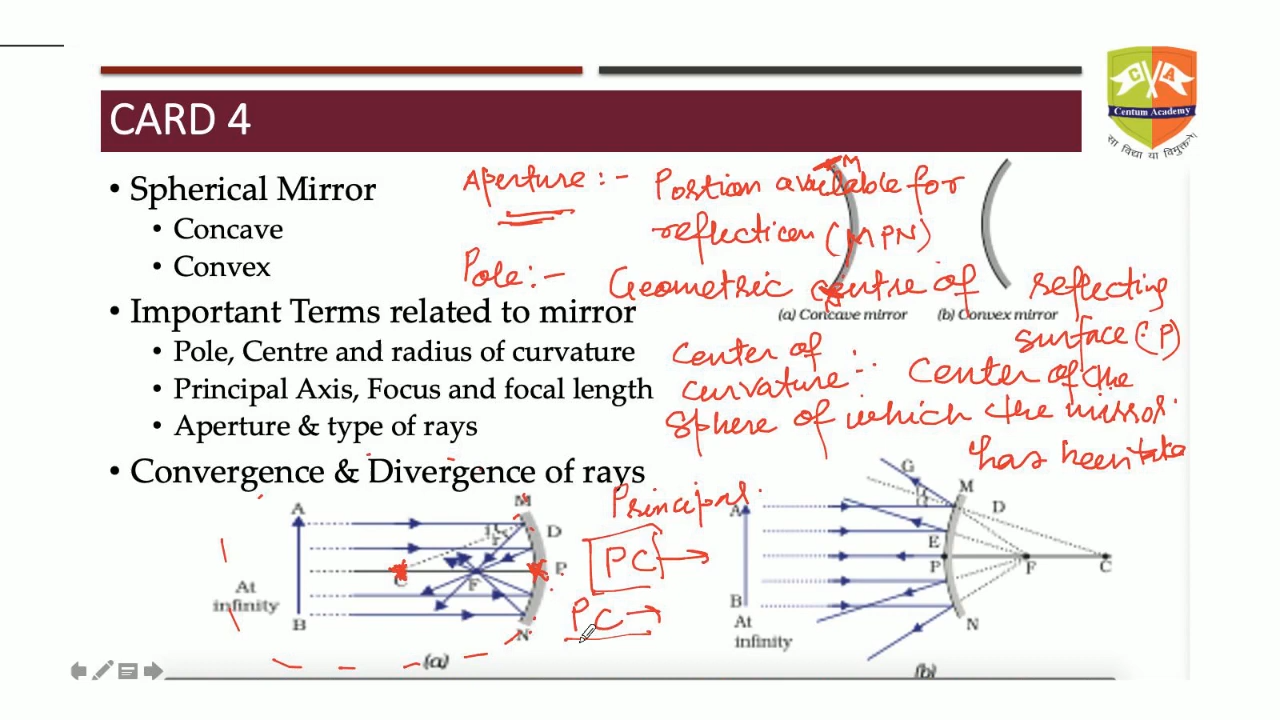 CARD 4
Centum Academy
सा विद्या या विमुक्तये
• Spherical Mirror
• Concave
• Convex
• Important Terms related to mirror
• Pole, Centre and radius of curvature
• Principal Axis, Focus and focal length
• Aperture & type of rays
• Convergence & Divergence of rays
Aperture :- Portion available for
reflection (MPN)
Pole :- Geometric centre of reflecting
surface (P)
M
(a) Concave mirror
(b) Convex mirror
Center of
curvature :- Center of the
sphere of which the mirror
has been take
Principal
PC
PC
A
M
D
C
F
P
At
infinity
B
N
(a)
G
M
A
D
E
P
F
C
B
At
infinity
N
(b)